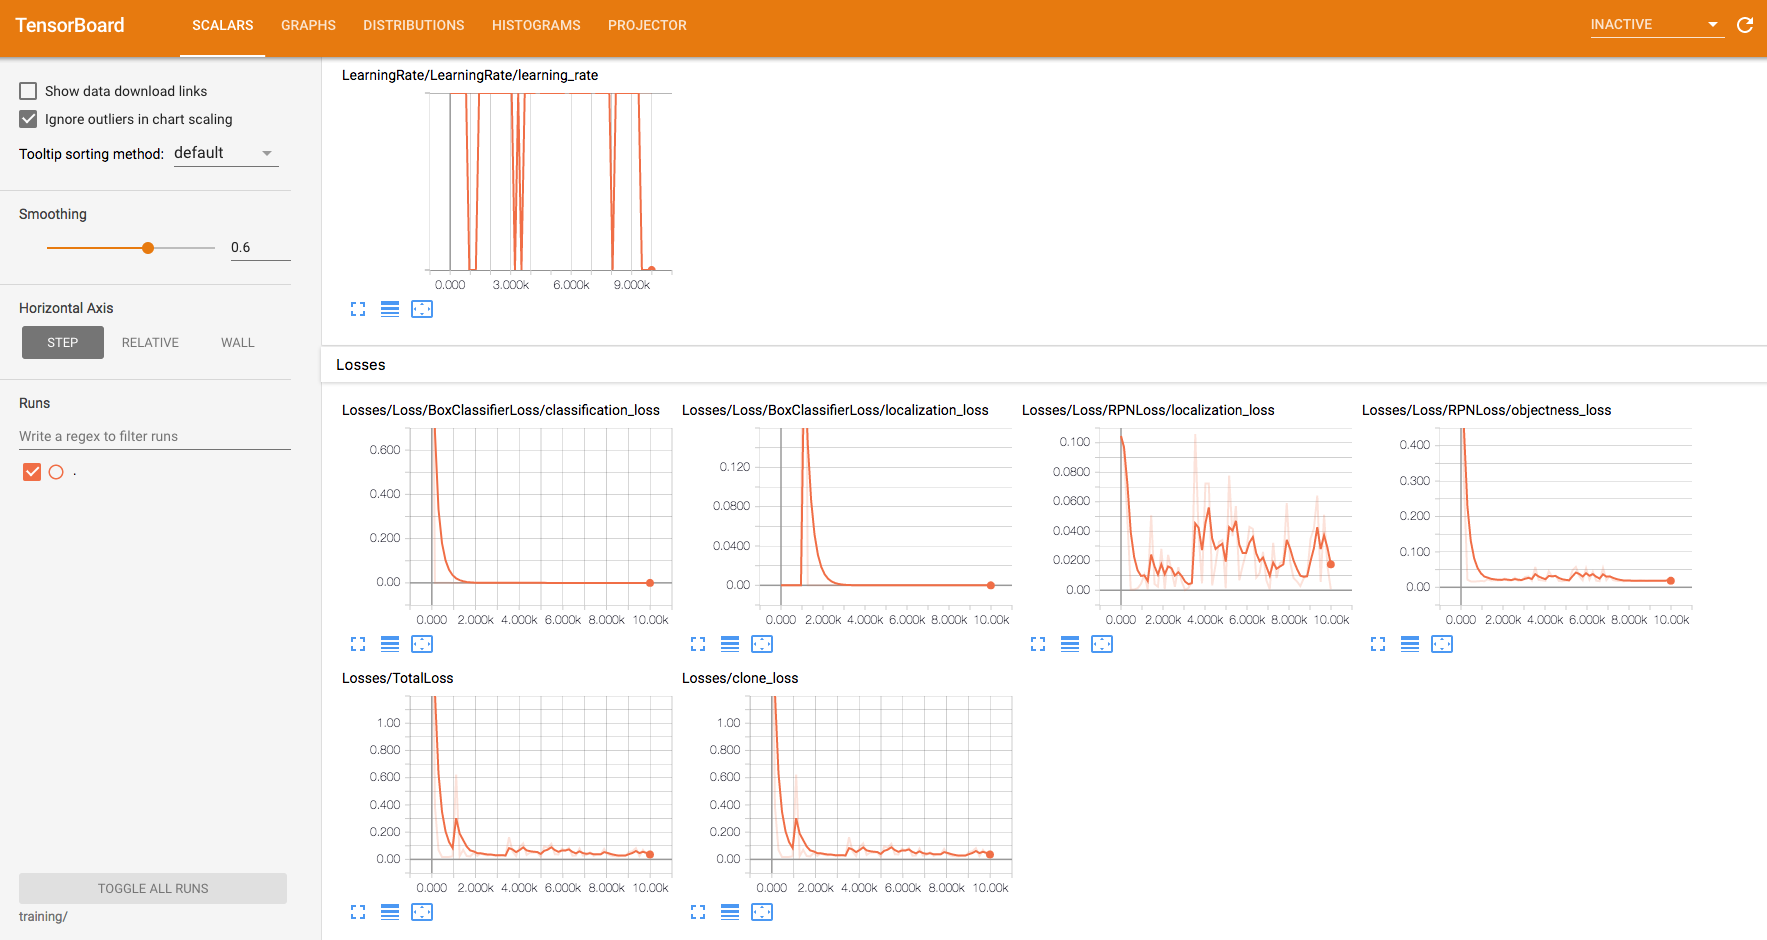 TensorBoard SCALARS GRAPHS DISTRIBUTIONS HISTOGRAMS PROJECTOR INACTIVE
Show data download links
Ignore outliers in chart scaling
Tooltip sorting method: default
Smoothing
0.6
Horizontal Axis
STEP RELATIVE WALL
Runs
Write a regex to filter runs
.
TOGGLE ALL RUNS
training/
LearningRate/LearningRate/learning_rate
0.000 3.000k 6.000k 9.000k
Losses
Losses/Loss/BoxClassifierLoss/classification_loss
0.600
0.400
0.200
0.00
0.000 2.000k 4.000k 6.000k 8.000k 10.00k
Losses/Loss/BoxClassifierLoss/localization_loss
0.120
0.0800
0.0400
0.00
0.000 2.000k 4.000k 6.000k 8.000k 10.00k
Losses/Loss/RPNLoss/localization_loss
0.100
0.0800
0.0600
0.0400
0.0200
0.00
0.000 2.000k 4.000k 6.000k 8.000k 10.00k
Losses/Loss/RPNLoss/objectness_loss
0.400
0.300
0.200
0.100
0.00
0.000 2.000k 4.000k 6.000k 8.000k 10.00k
Losses/TotalLoss
1.00
0.800
0.600
0.400
0.200
0.00
0.000 2.000k 4.000k 6.000k 8.000k 10.00k
Losses/clone_loss
1.00
0.800
0.600
0.400
0.200
0.00
0.000 2.000k 4.000k 6.000k 8.000k 10.00k